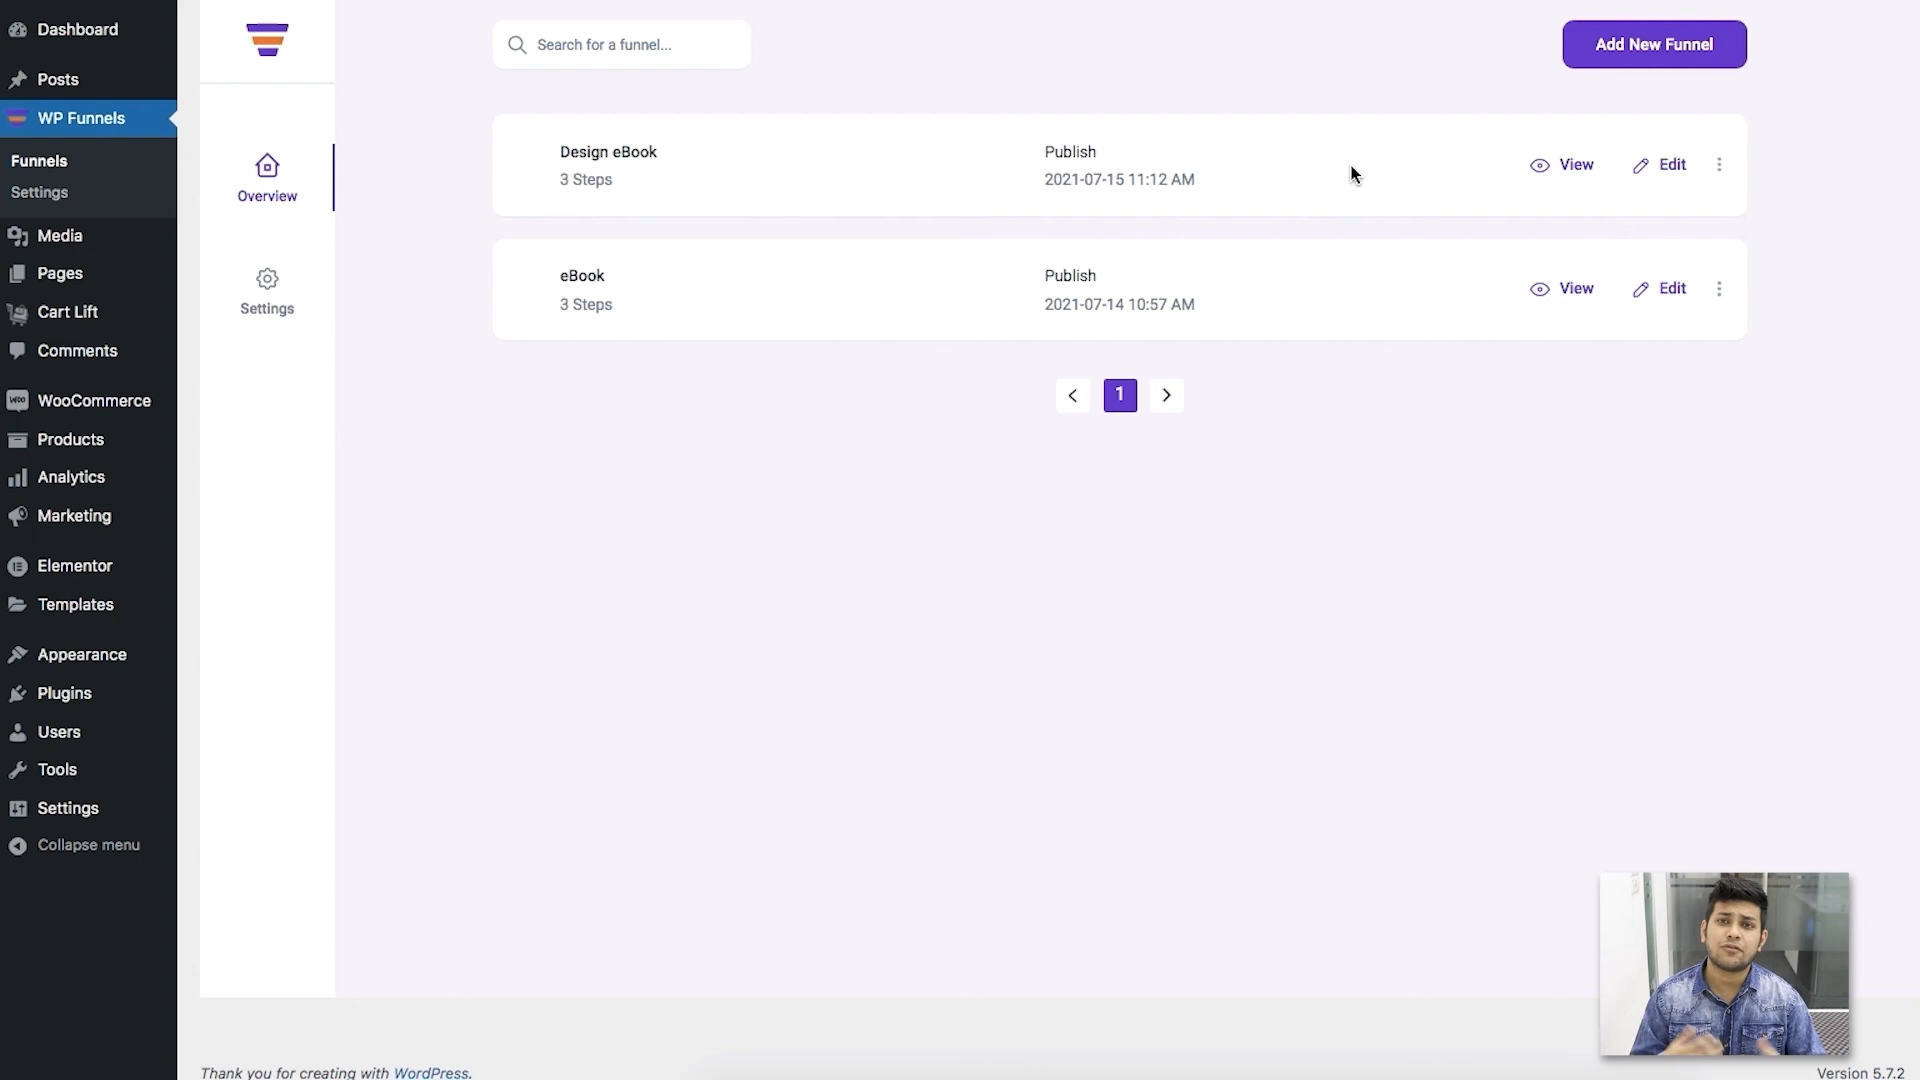 Dashboard
Posts
WP Funnels
Funnels
Settings
Media
Pages
Cart Lift
Comments
WooCommerce
Products
Analytics
Marketing
Elementor
Templates
Appearance
Plugins
Users
Tools
Settings
Collapse menu
Overview
Settings
Search for a funnel...
Add New Funnel
Design eBook
3 Steps
Publish
2021-07-15 11:12 AM
View
Edit
eBook
3 Steps
Publish
2021-07-14 10:57 AM
View
Edit
1
Thank you for creating with WordPress.
Version 5.7.2